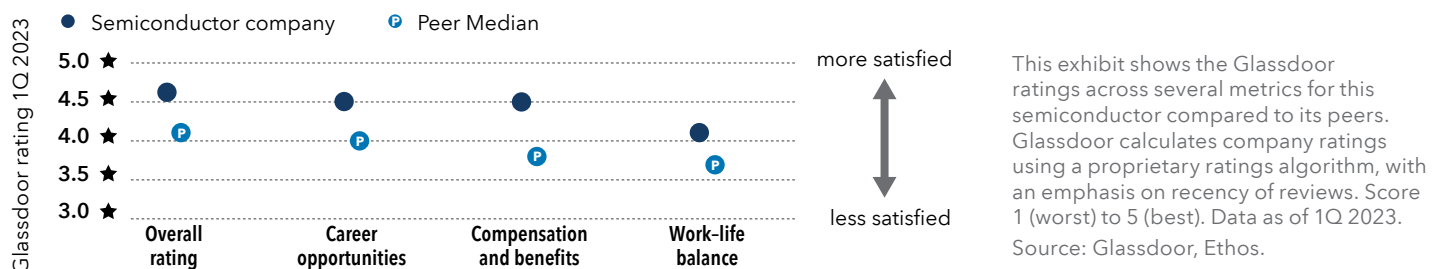 Glassdoor rating 1Q 2023
Semiconductor company
P Peer Median
5.0 ★
4.5 ★
4.0 ★
3.5 ★
3.0 ★
P
P
P
P
Overall
rating
Career
opportunities
Compensation
and benefits
Work–life
balance
more satisfied
less satisfied
This exhibit shows the Glassdoor
ratings across several metrics for this
semiconductor compared to its peers.
Glassdoor calculates company ratings
using a proprietary ratings algorithm, with
an emphasis on recency of reviews. Score
1 (worst) to 5 (best). Data as of 1Q 2023.
Source: Glassdoor, Ethos.